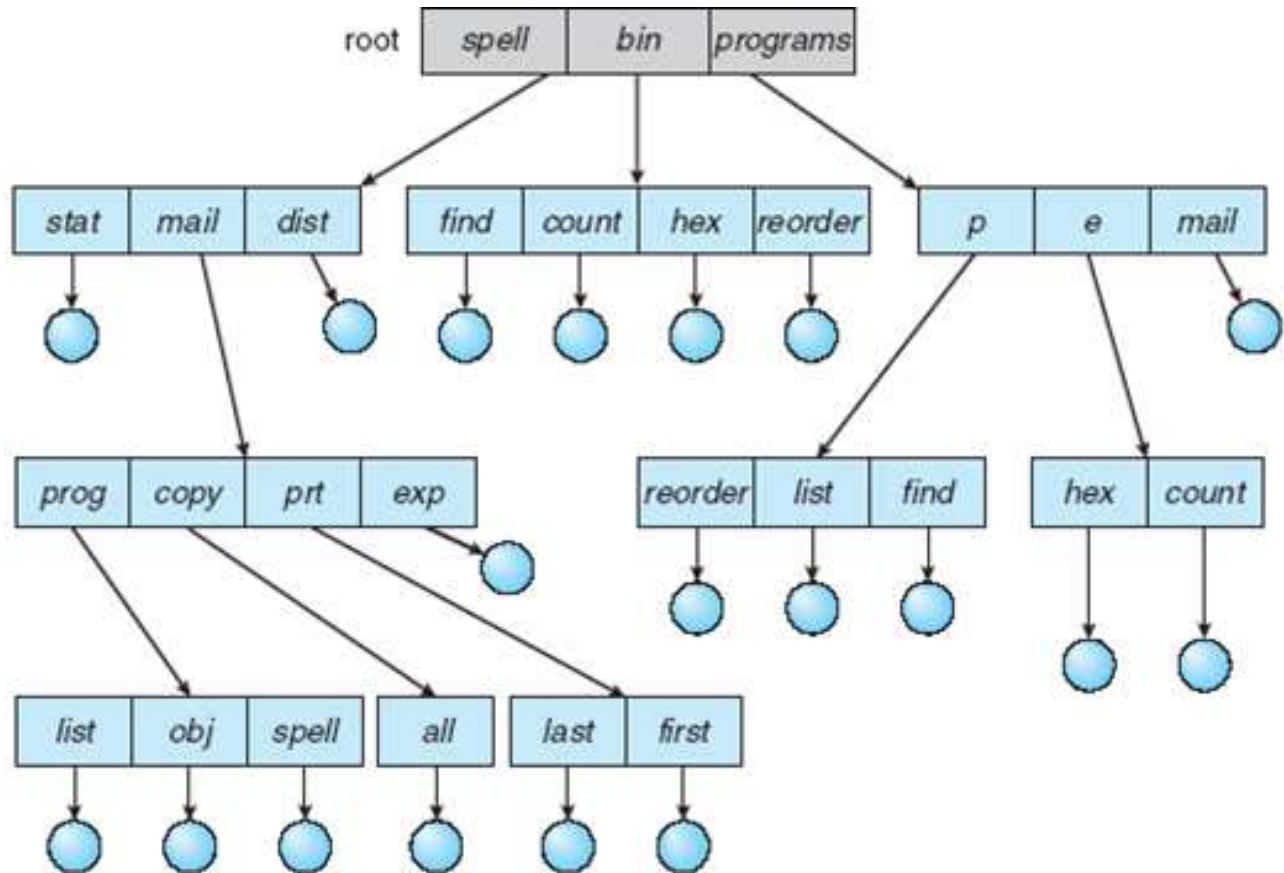 root spell bin programs
stat mail dist find count hex reorder p e mail
prog copy prt exp reorder list find hex count
list obj spell all last first